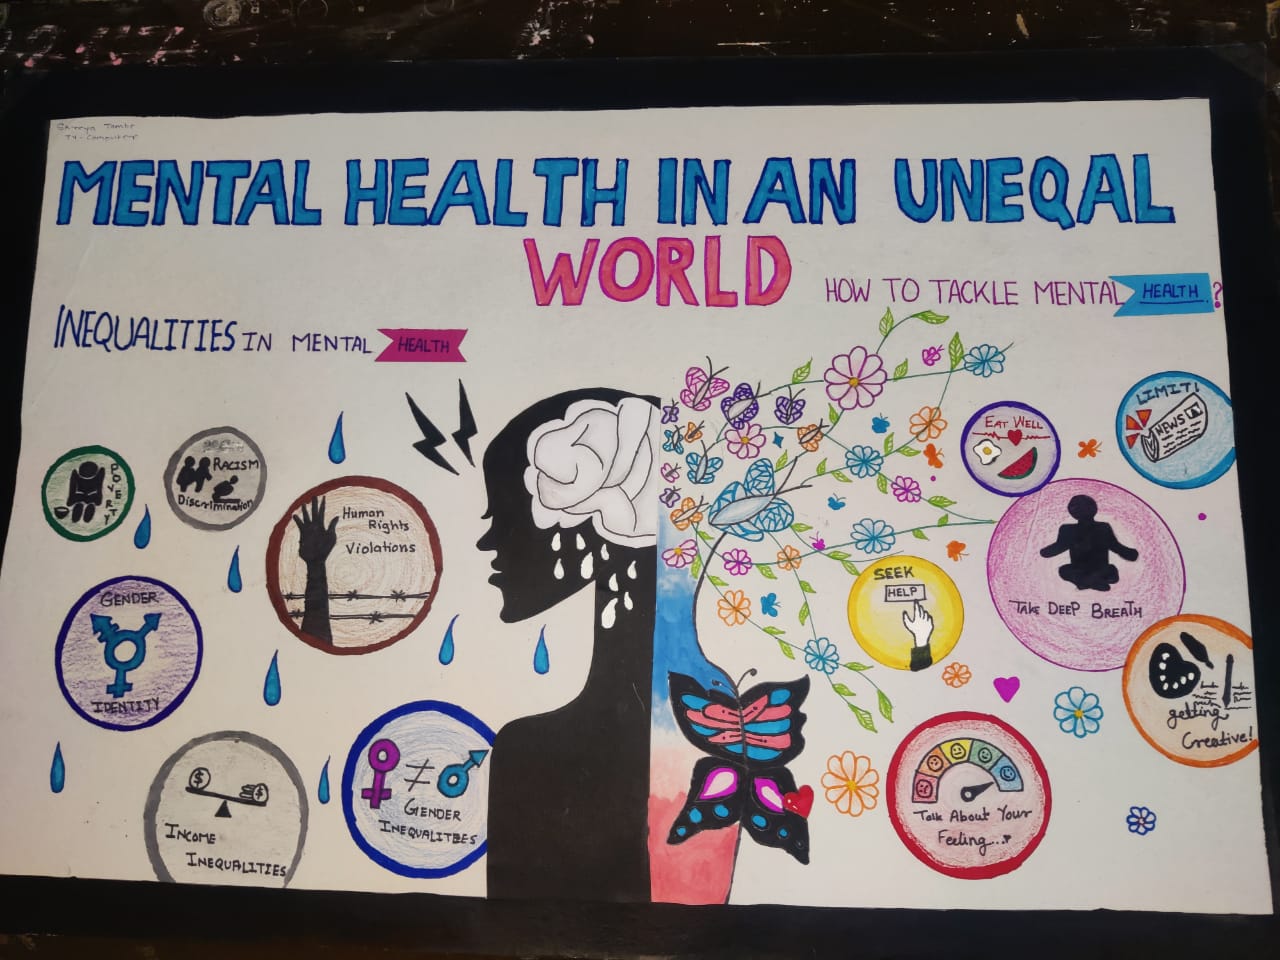 Shreya Tambe
TY-Computer
MENTAL HEALTH IN AN UNEQAL
WORLD
INEQUALITIES IN MENTAL HEALTH
HOW TO TACKLE MENTAL HEALTH ?
POVERTY
RACISM
Discrimination
Human
Rights
Violations
GENDER
IDENTITY
INCOME
INEQUALITIES
$
$
GENDER
INEQUALITEES
EAT WELL
LIMIT!
NEWS
SEEK
HELP
TAKE DEEP BREATH
getting
Creative!
Talk About Your
Feeling...?